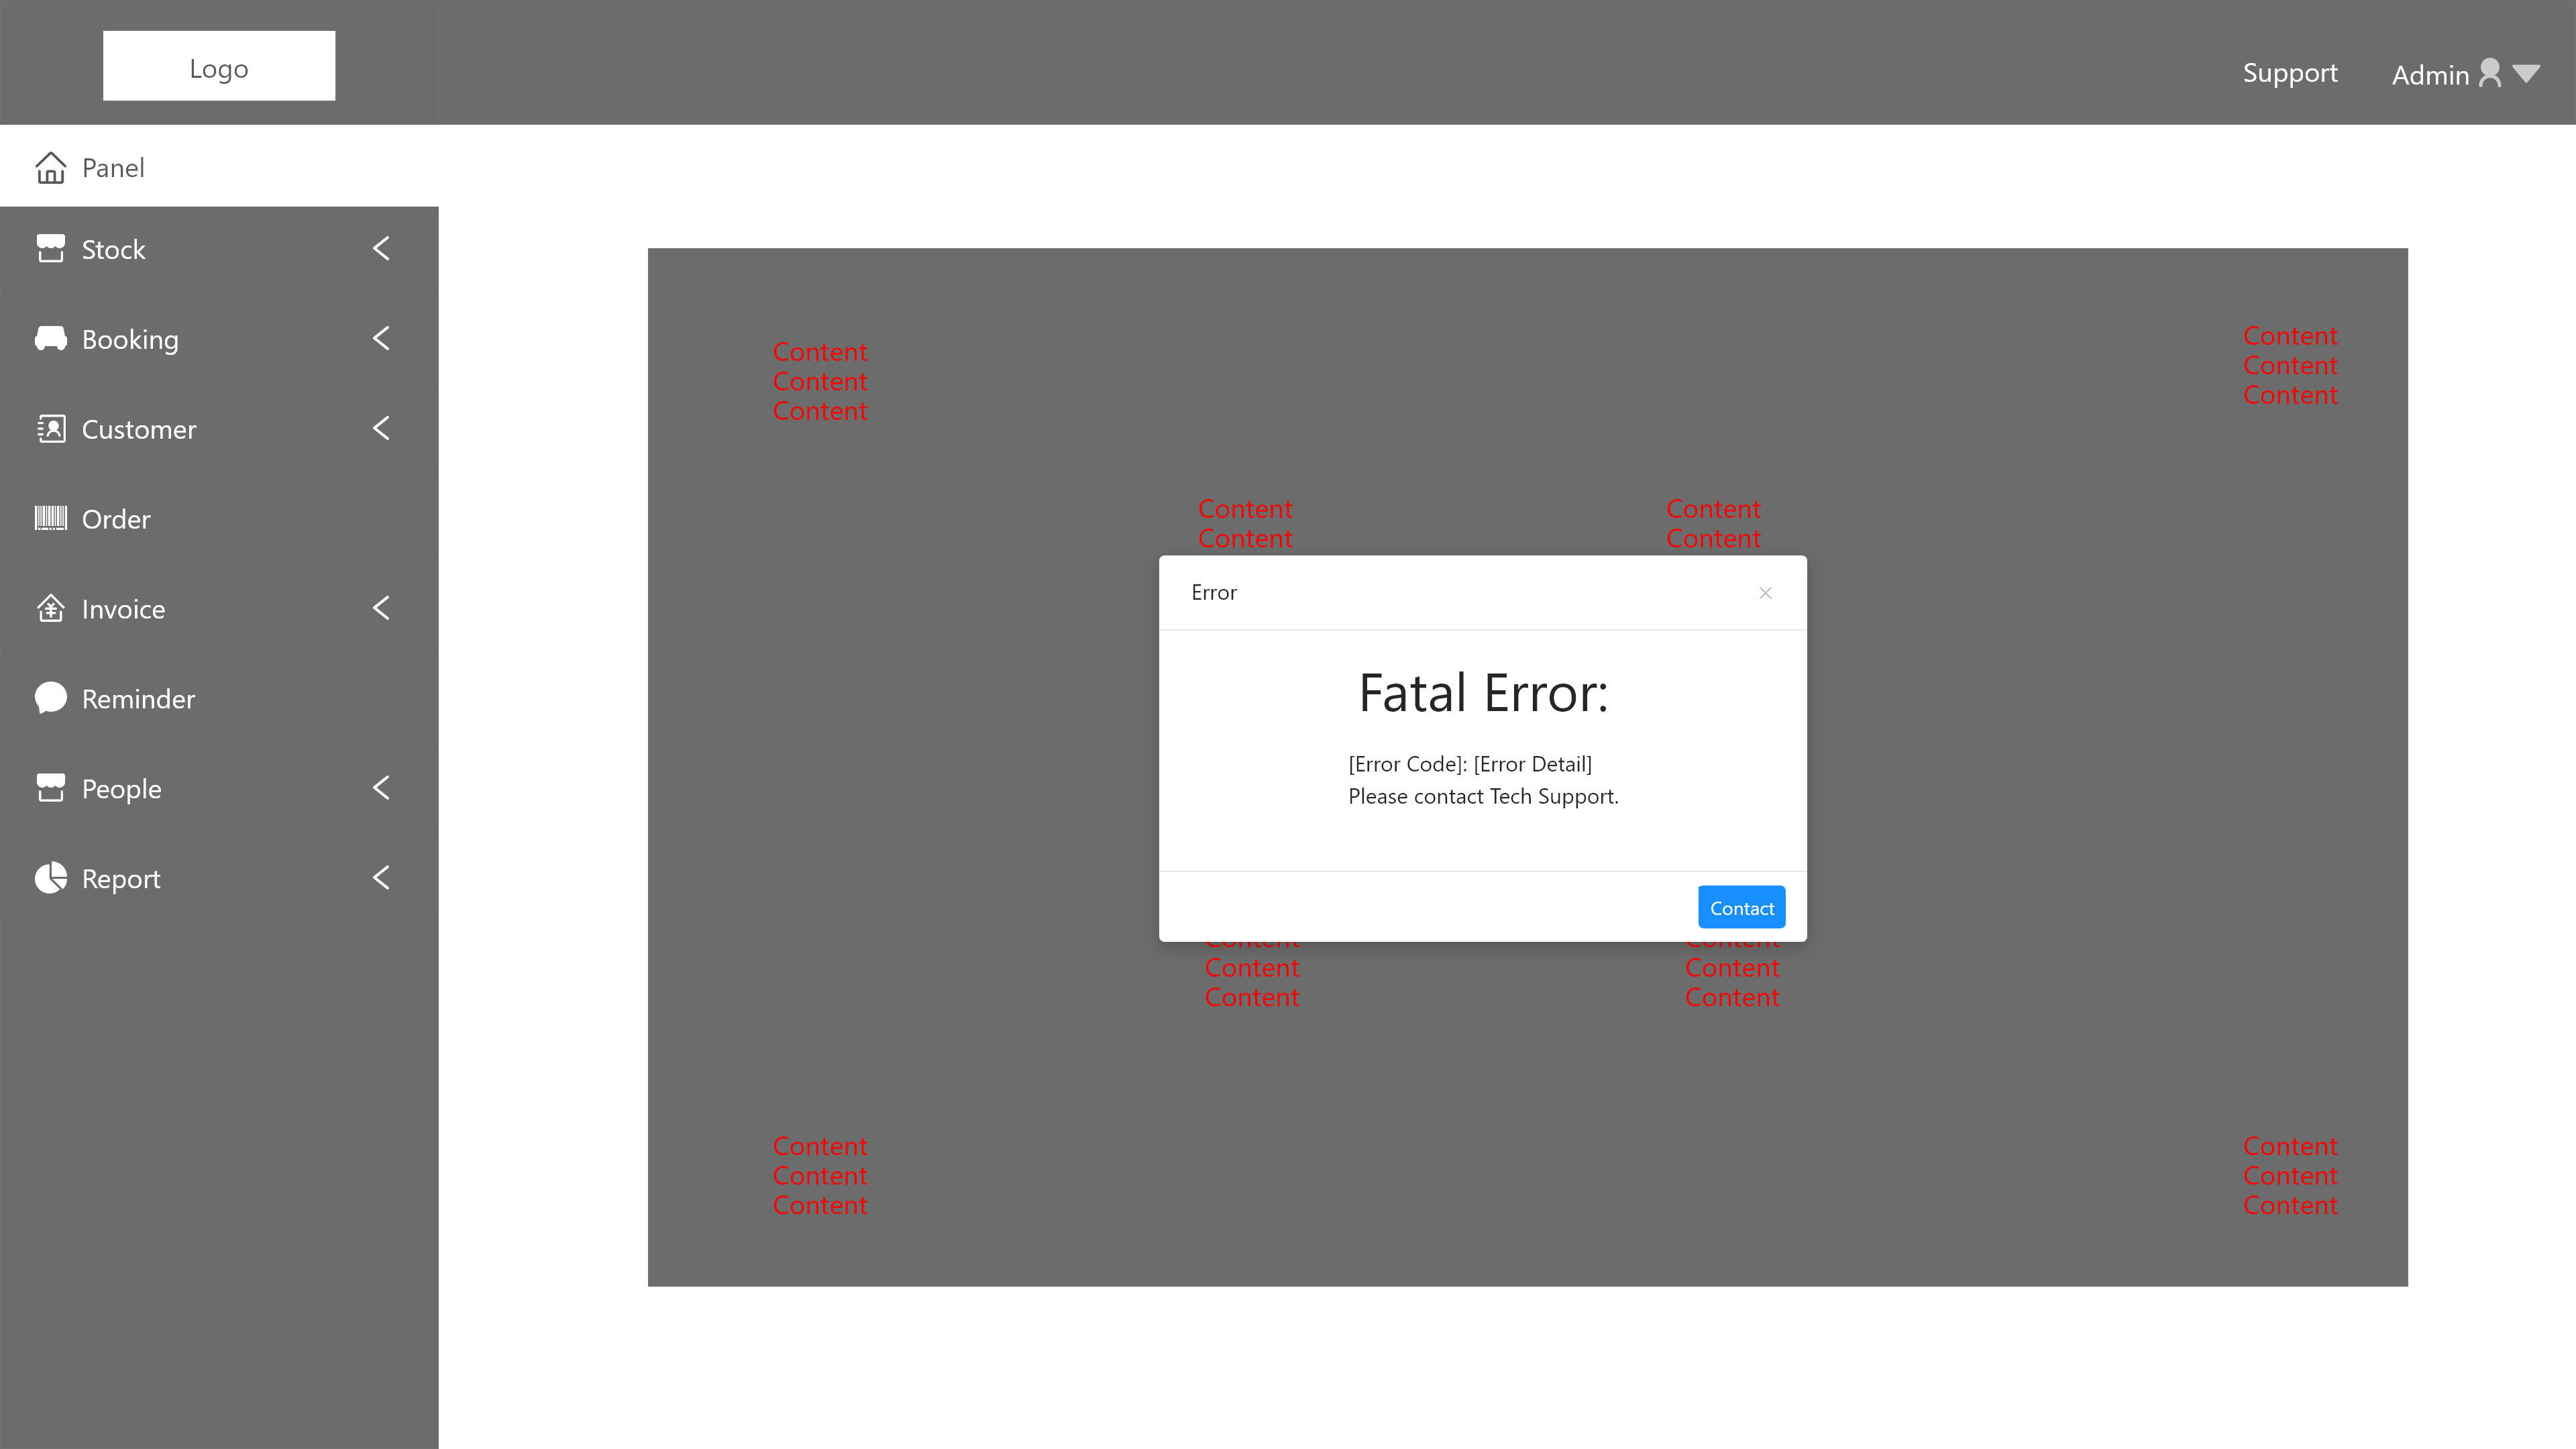 Logo
Support
Admin
Panel
Stock
Booking
Customer
Order
Invoice
Reminder
People
Report
Content
Content
Content
Content
Content
Content
Content
Content
Content
Content
Error
Fatal Error:
[Error Code]: [Error Detail]
Please contact Tech Support.
Contact
Content
Content
Content
Content
Content
Content
Content
Content
Content
Content
Content
Content